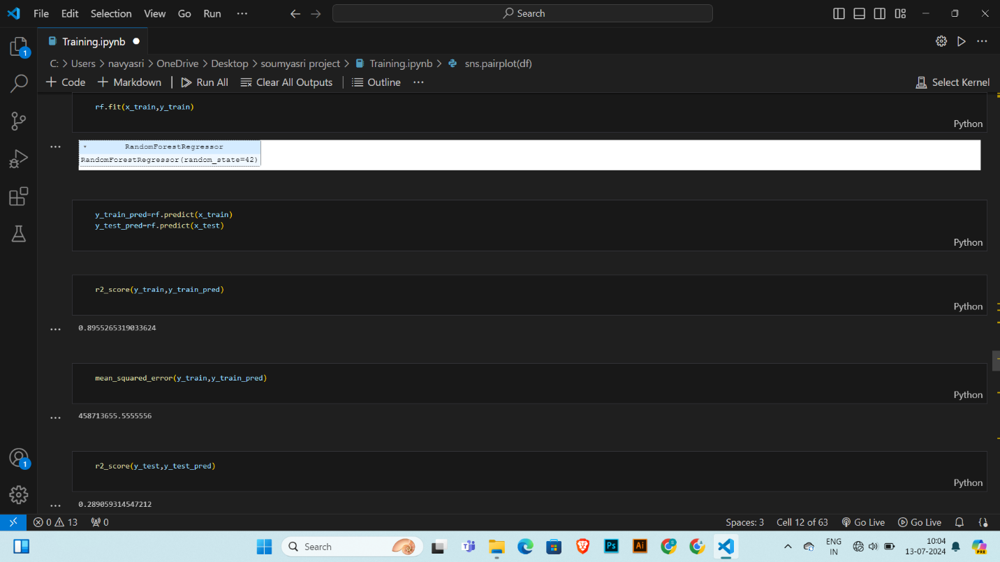 File Edit Selection View Go Run ... Search
Training.ipynb
C: > Users > navyasri > OneDrive > Desktop > soumyasri project > Training.ipynb > sns.pairplot(df)
+ Code + Markdown | Run All Clear All Outputs | Outline ... Select Kernel
rf.fit(x_train,y_train)
Python
RandomForestRegressor
RandomForestRegressor(random_state=42)
y_train_pred=rf.predict(x_train)
y_test_pred=rf.predict(x_test)
Python
r2_score(y_train,y_train_pred)
Python
0.8955265319033624
mean_squared_error(y_train,y_train_pred)
Python
458713655.5555556
r2_score(y_test,y_test_pred)
Python
0.289059314547212
1
1
0 13 0 Spaces: 3 Cell 12 of 63 Go Live Go Live
Search Ps Ai S ENG IN 10:04 13-07-2024 PRE